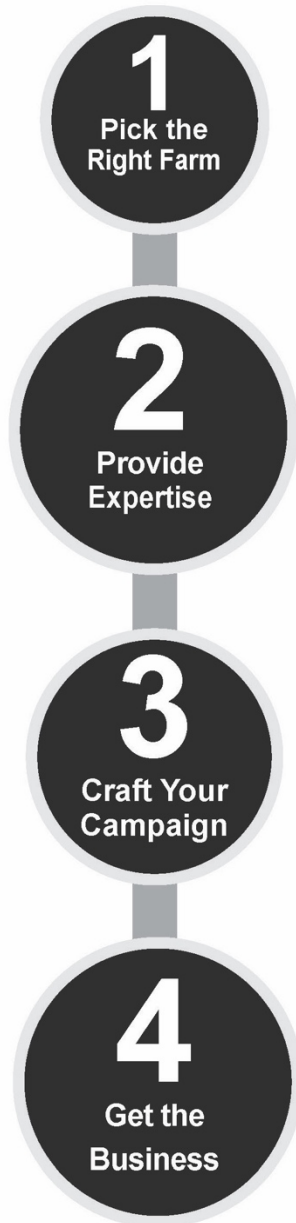 1
Pick the
Right Farm
2
Provide
Expertise
3
Craft Your
Campaign
4
Get the
Business